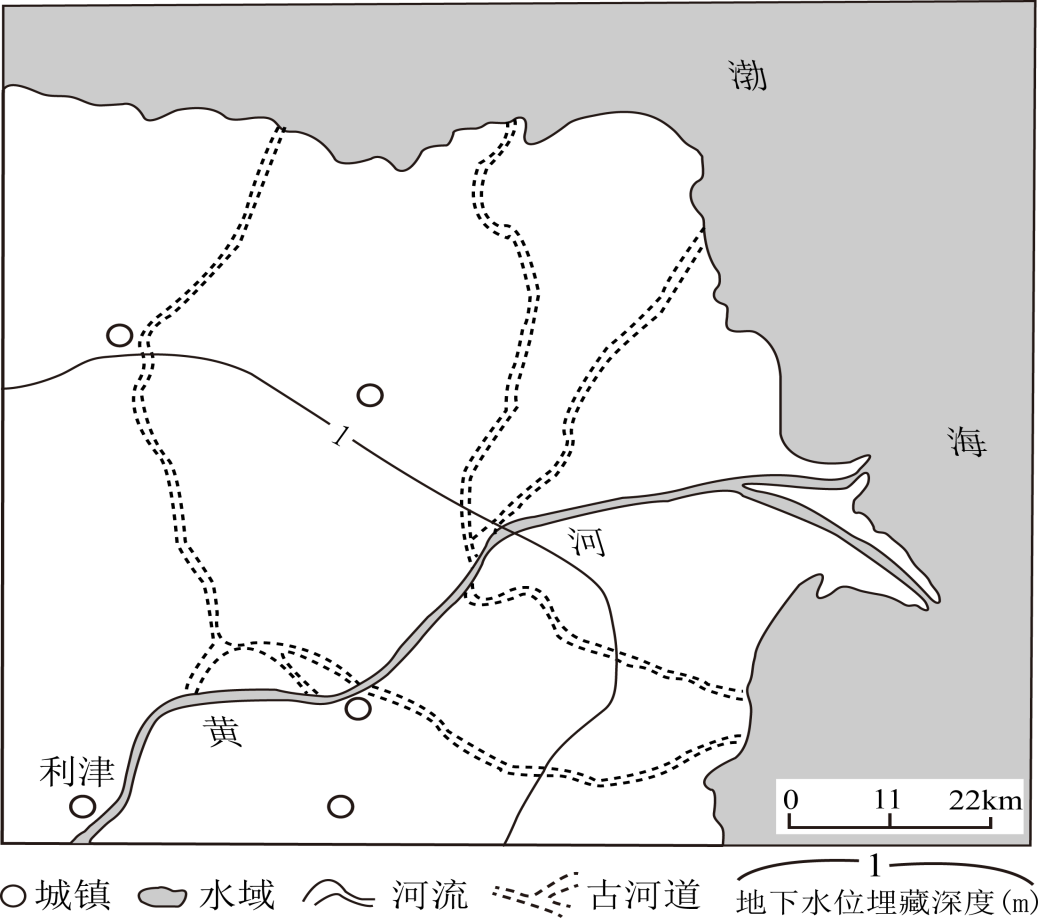 渤
海
1
河
黄
利津
0 11 22km
城镇 水域 河流 古河道 1
地下水位埋藏深度(m)